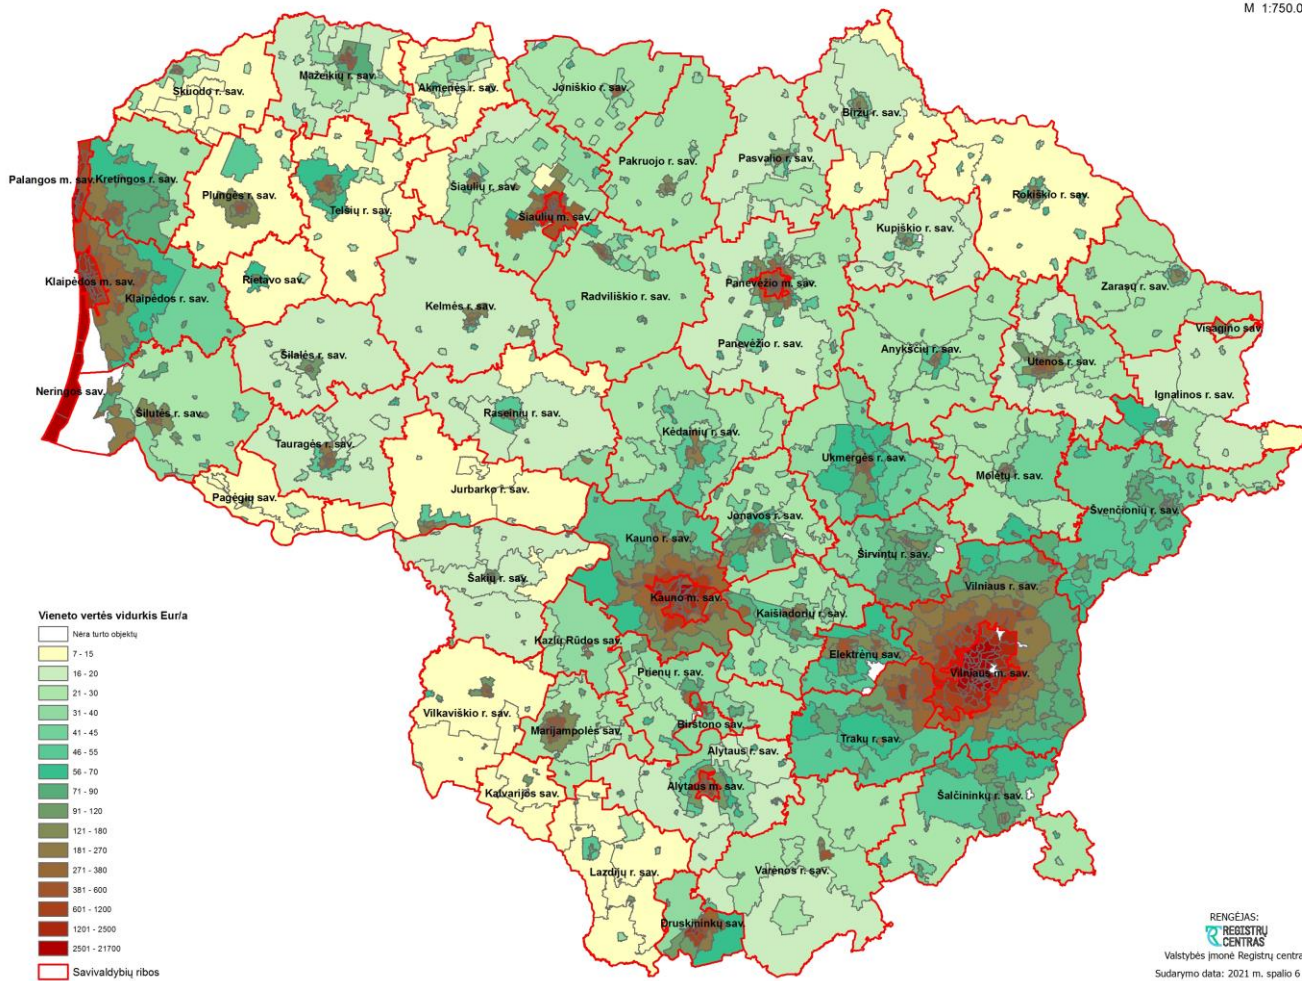 M 1:750.0
Mažeikių r. sav.
Skuodo r. sav.
Akmenės r. sav.
Joniškio r. sav.
Biržų r. sav.
Pakruojo r. sav.
Pasvalio r. sav.
Palangos m. sav.
Kretingos r. sav.
Plungės r. sav.
Telšių r. sav.
Šiaulių r. sav.
Šiaulių m. sav.
Rokiškio r. sav.
Kupiškio r. sav.
Klaipėdos m. sav.
Klaipėdos r. sav.
Rietavo sav.
Kelmės r. sav.
Radviliškio r. sav.
Panevėžio m. sav.
Panevėžio r. sav.
Zarasų r. sav.
Visagino sav.
Anykščių r. sav.
Utenos r. sav.
Ignalinos r. sav.
Šilalės r. sav.
Neringos sav.
Šilutės r. sav.
Raseinių r. sav.
Tauragės r. sav.
Kėdainių r. sav.
Ukmergės r. sav.
Molėtų r. sav.
Pagėgių sav.
Jurbarko r. sav.
Švenčionių r. sav.
Jonavos r. sav.
Kauno r. sav.
Širvintų r. sav.
Šakių r. sav.
Vilniaus r. sav.
Kauno m. sav.
Kaišiadorių r. sav.
Kazlų Rūdos sav.
Elektrėnų sav.
Vilniaus m. sav.
Prienų r. sav.
Vilkaviškio r. sav.
Marijampolės sav.
Birštono sav.
Trakų r. sav.
Alytaus r. sav.
Alytaus m. sav.
Kalvarijos sav.
Šalčininkų r. sav.
Lazdijų r. sav.
Varėnos r. sav.
Druskininkų sav.
Vieneto vertės vidurkis Eur/a
Nėra turto objektų
7 - 15
16 - 20
21 - 30
31 - 40
41 - 45
46 - 55
56 - 70
71 - 90
91 - 120
121 - 180
181 - 270
271 - 380
381 - 600
601 - 1200
1201 - 2500
2501 - 21700
Savivaldybių ribos
RENGĖJAS:
REGISTRŲ
CENTRAS
Valstybės įmonė Registrų centra
Sudarymo data: 2021 m. spalio 6